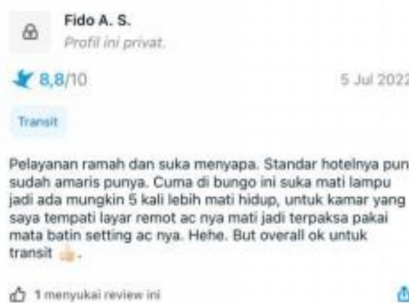 Fido A. S.
Profil ini privat.
8,8/10
5 Jul 2022
Transit
Pelayanan ramah dan suka menyapa. Standar hotelnya pun
sudah amaris punya. Cuma di bungo ini suka mati lampu
jadi ada mungkin 5 kali lebih mati hidup, untuk kamar yang
saya tempati layar remot ac nya mati jadi terpaksa pakai
mata batin setting ac nya. Hehe. But overall ok untuk
transit 👍🏻.
1 menyukai review ini